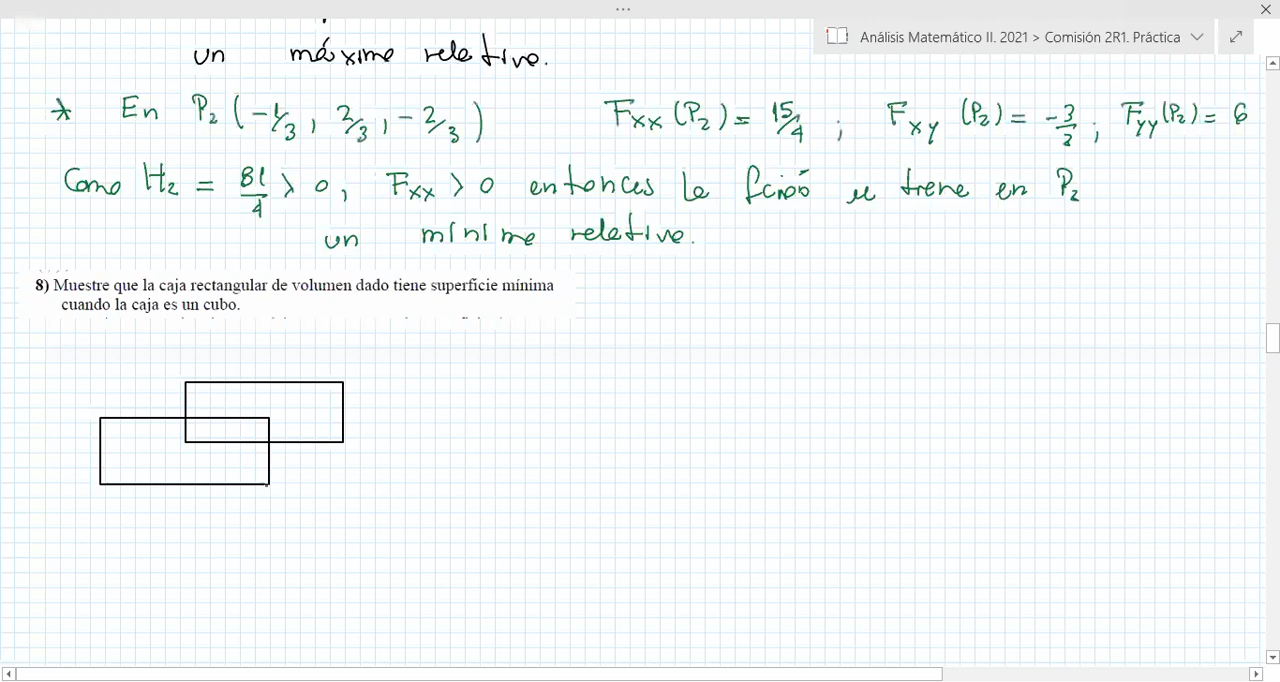 Análisis Matemático II. 2021 > Comisión 2R1. Práctica
un máximo relativo.
* En P₂ (-1/3, 2/3, -2/3) Fxx (P₂) = 15/4 ; Fxy (P₂) = -3/2 ; Fyy (P₂) = 6
Como H₂ = 81/4 > 0, Fxx > 0 entonces la fción u tiene en P₂
un mínimo relativo.
8) Muestre que la caja rectangular de volumen dado tiene superficie mínima
cuando la caja es un cubo.